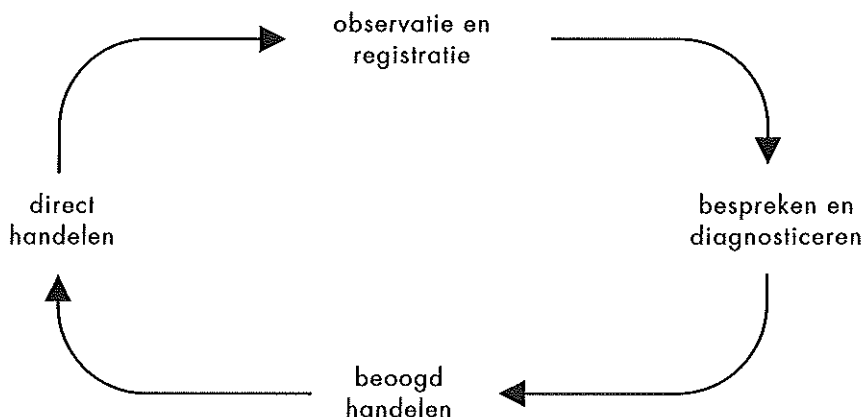 observatie en
registratie
direct
handelen
bespreken en
diagnosticeren
beoogd
handelen